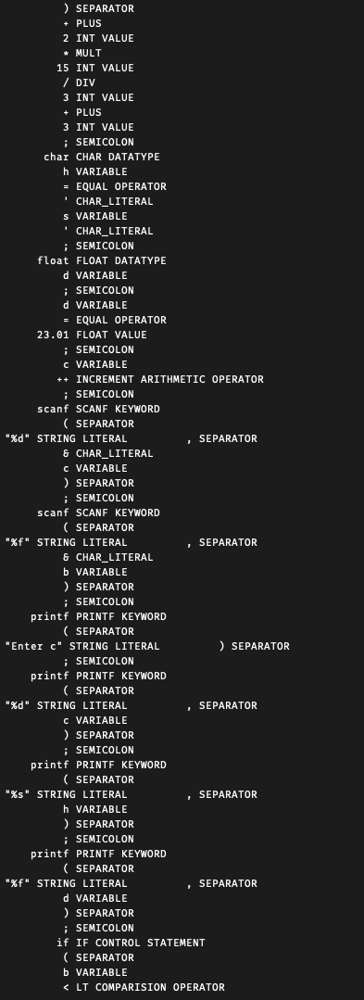 ) SEPARATOR
+ PLUS
2 INT VALUE
* MULT
15 INT VALUE
/ DIV
3 INT VALUE
+ PLUS
3 INT VALUE
; SEMICOLON
char CHAR DATATYPE
h VARIABLE
= EQUAL OPERATOR
' CHAR_LITERAL
s VARIABLE
' CHAR_LITERAL
; SEMICOLON
float FLOAT DATATYPE
d VARIABLE
; SEMICOLON
d VARIABLE
= EQUAL OPERATOR
23.01 FLOAT VALUE
; SEMICOLON
c VARIABLE
++ INCREMENT ARITHMETIC OPERATOR
; SEMICOLON
scanf SCANF KEYWORD
( SEPARATOR
"%d" STRING LITERAL , SEPARATOR
& CHAR_LITERAL
c VARIABLE
) SEPARATOR
; SEMICOLON
scanf SCANF KEYWORD
( SEPARATOR
"%f" STRING LITERAL , SEPARATOR
& CHAR_LITERAL
b VARIABLE
) SEPARATOR
; SEMICOLON
printf PRINTF KEYWORD
( SEPARATOR
"Enter c" STRING LITERAL ) SEPARATOR
; SEMICOLON
printf PRINTF KEYWORD
( SEPARATOR
"%d" STRING LITERAL , SEPARATOR
c VARIABLE
) SEPARATOR
; SEMICOLON
printf PRINTF KEYWORD
( SEPARATOR
"%s" STRING LITERAL , SEPARATOR
h VARIABLE
) SEPARATOR
; SEMICOLON
printf PRINTF KEYWORD
( SEPARATOR
"%f" STRING LITERAL , SEPARATOR
d VARIABLE
) SEPARATOR
; SEMICOLON
if IF CONTROL STATEMENT
( SEPARATOR
b VARIABLE
< LT COMPARISION OPERATOR